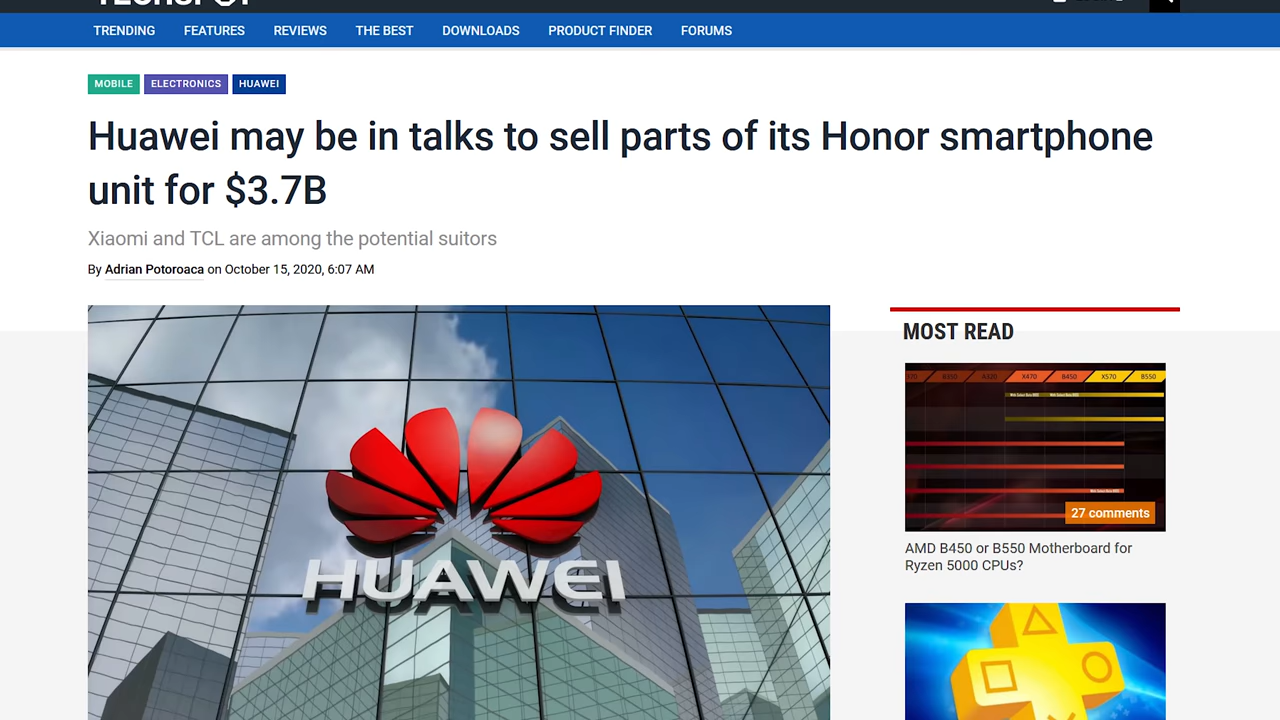 TECHSPOT
TRENDING FEATURES REVIEWS THE BEST DOWNLOADS PRODUCT FINDER FORUMS
MOBILE ELECTRONICS HUAWEI
Huawei may be in talks to sell parts of its Honor smartphone
unit for $3.7B
Xiaomi and TCL are among the potential suitors
By Adrian Potoroaca on October 15, 2020, 6:07 AM
HUAWEI
MOST READ
B350 A320 X470 B450 X570 B550
27 comments
AMD B450 or B550 Motherboard for
Ryzen 5000 CPUs?